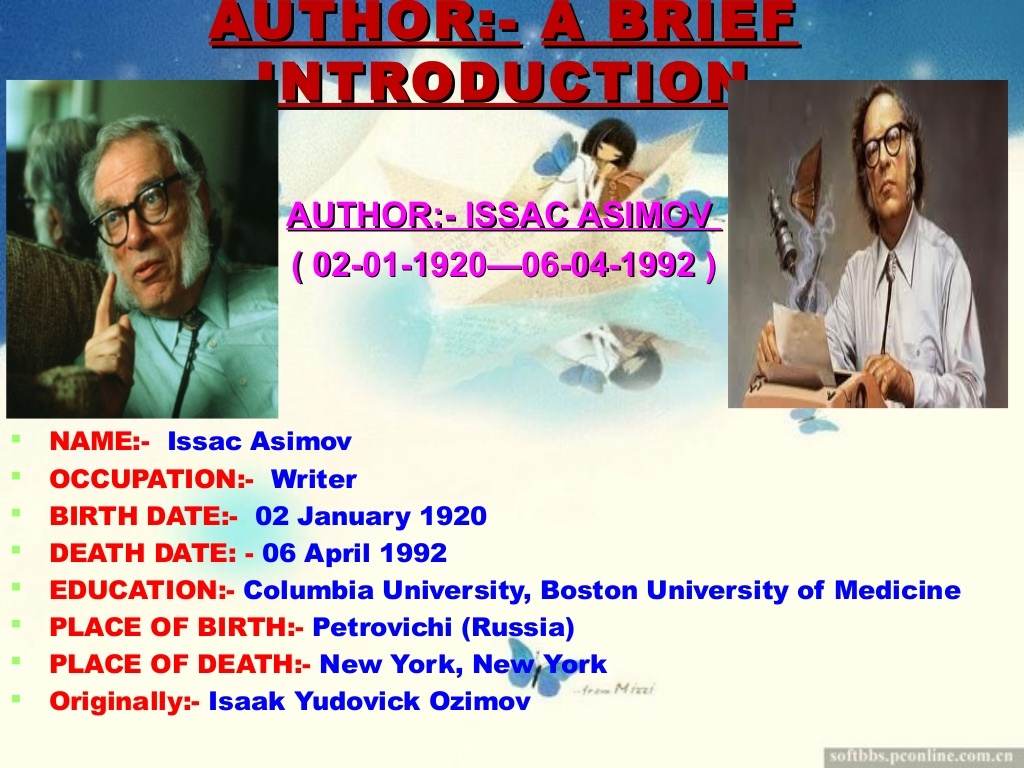 AUTHOR:- A BRIEF
INTRODUCTION
AUTHOR:- ISSAC ASIMOV
( 02-01-1920—06-04-1992 )
NAME:- Issac Asimov
OCCUPATION:- Writer
BIRTH DATE:- 02 January 1920
DEATH DATE: - 06 April 1992
EDUCATION:- Columbia University, Boston University of Medicine
PLACE OF BIRTH:- Petrovichi (Russia)
PLACE OF DEATH:- New York, New York
Originally:- Isaak Yudovick Ozimov
...from Mizzi
softbbs.pconline.com.cn